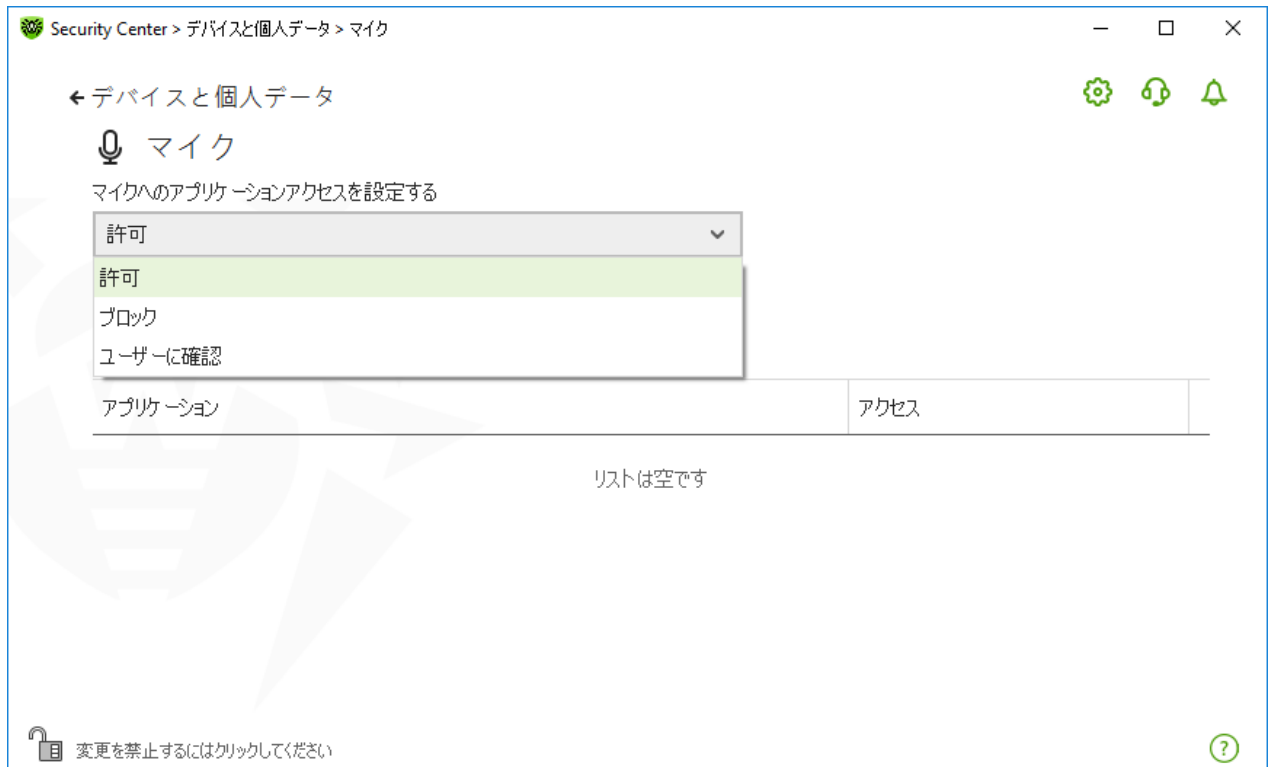 Security Center > デバイスと個人データ > マイク
デバイスと個人データ
マイク
マイクへのアプリケーションアクセスを設定する
許可
許可
ブロック
ユーザーに確認
アプリケーション アクセス
リストは空です
変更を禁止するにはクリックしてください
?